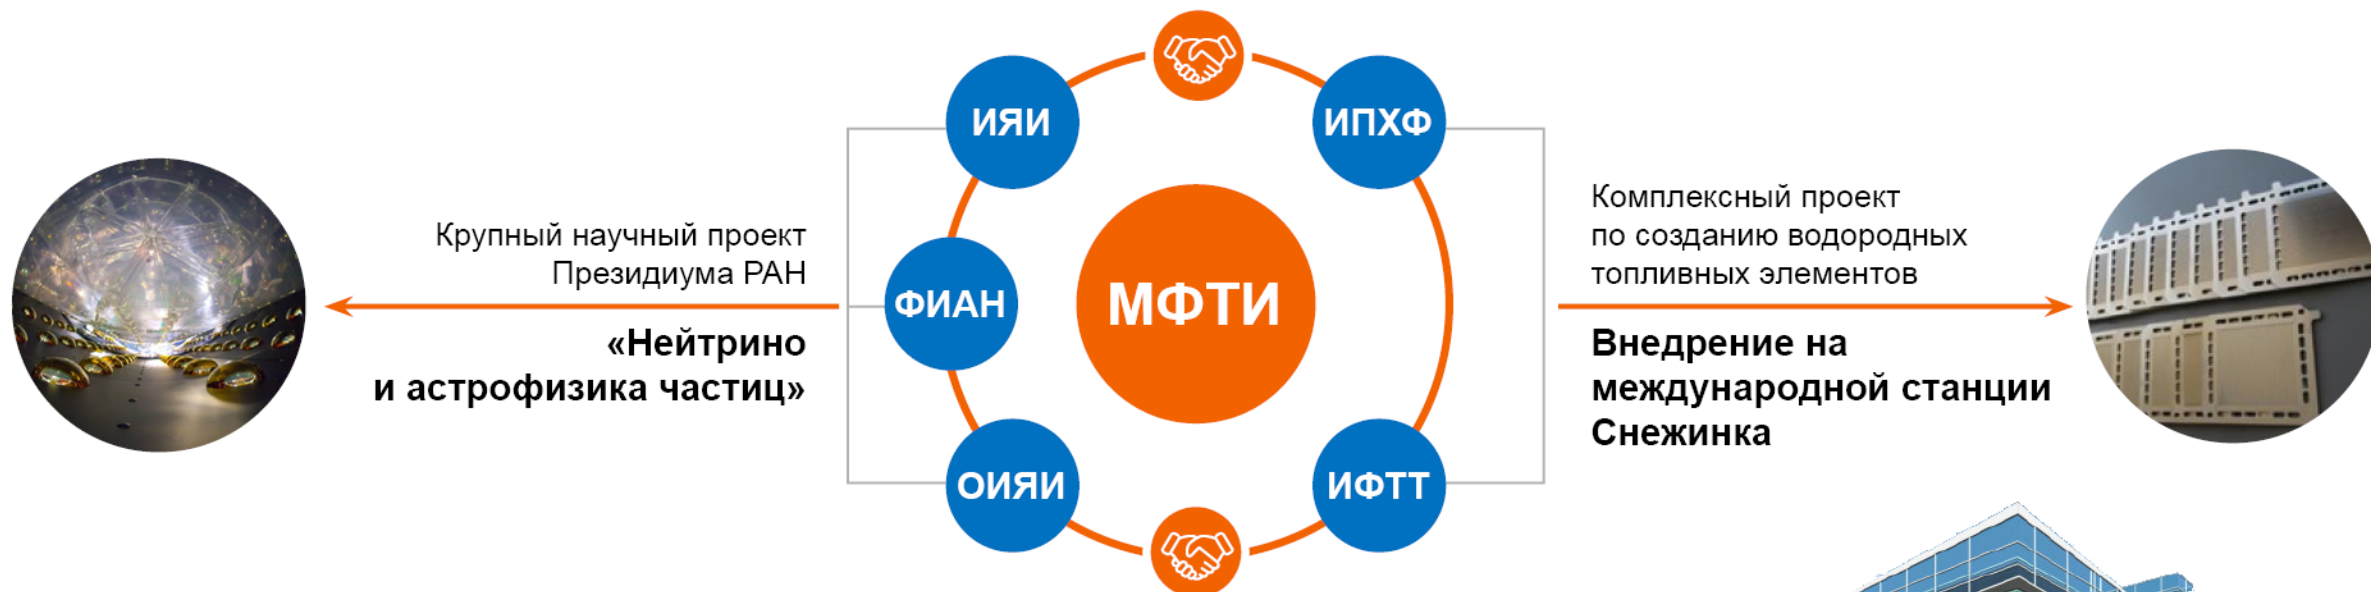 Крупный научный проект
Президиума РАН
«Нейтрино
и астрофизика частиц»
ИЯИ
ФИАН
ОИЯИ
МФТИ
ИПХФ
ИФТТ
Комплексный проект
по созданию водородных
топливных элементов
Внедрение на
международной станции
Снежинка